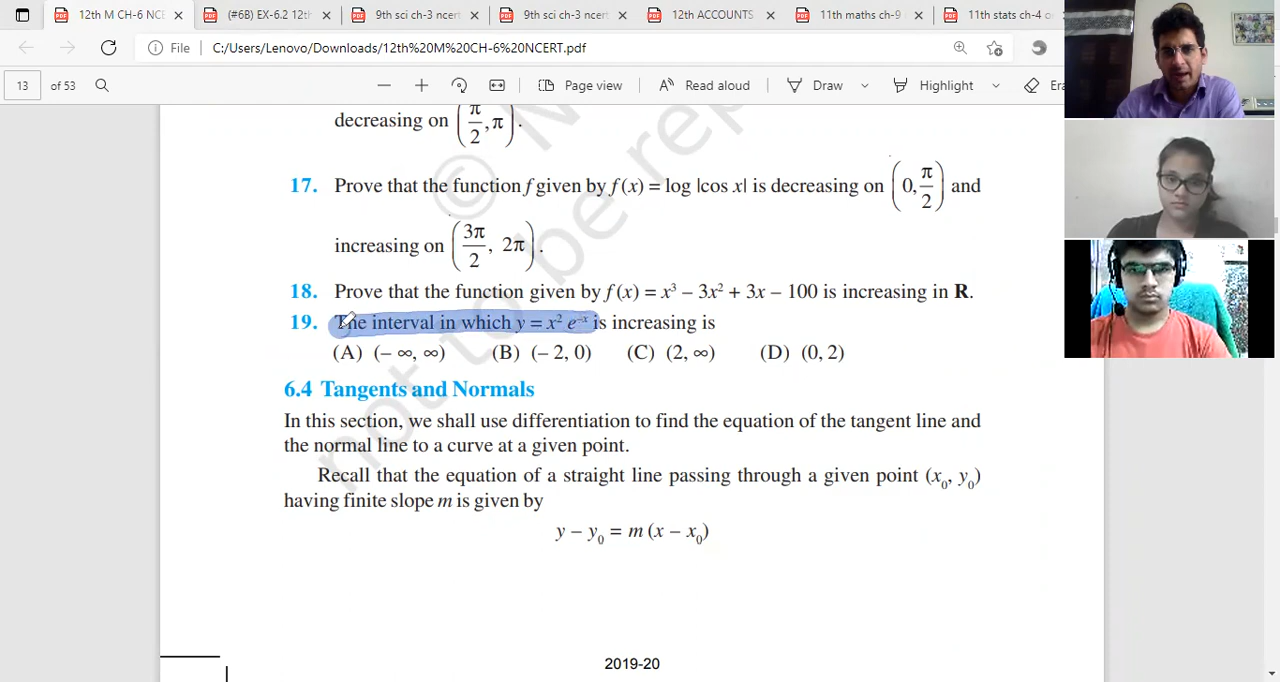 12th M CH-6 NCE
(#6B) EX-6.2 12th
9th sci ch-3 ncert
9th sci ch-3 ncer
12th ACCOUNTS
11th maths ch-9
11th stats ch-4
File C:/Users/Lenovo/Downloads/12th%20M%20CH-6%20NCERT.pdf
13 of 53 Page view Read aloud Draw Highlight Era
decreasing on (π/2, π).
17. Prove that the function f given by f(x) = log |cos x| is decreasing on (0, π/2) and
increasing on (3π/2, 2π).
18. Prove that the function given by f(x) = x³ – 3x² + 3x – 100 is increasing in R.
19. The interval in which y = x² e⁻ˣ is increasing is
(A) (– ∞, ∞) (B) (– 2, 0) (C) (2, ∞) (D) (0, 2)
6.4 Tangents and Normals
In this section, we shall use differentiation to find the equation of the tangent line and
the normal line to a curve at a given point.
Recall that the equation of a straight line passing through a given point (x₀, y₀)
having finite slope m is given by
y – y₀ = m (x – x₀)
2019-20